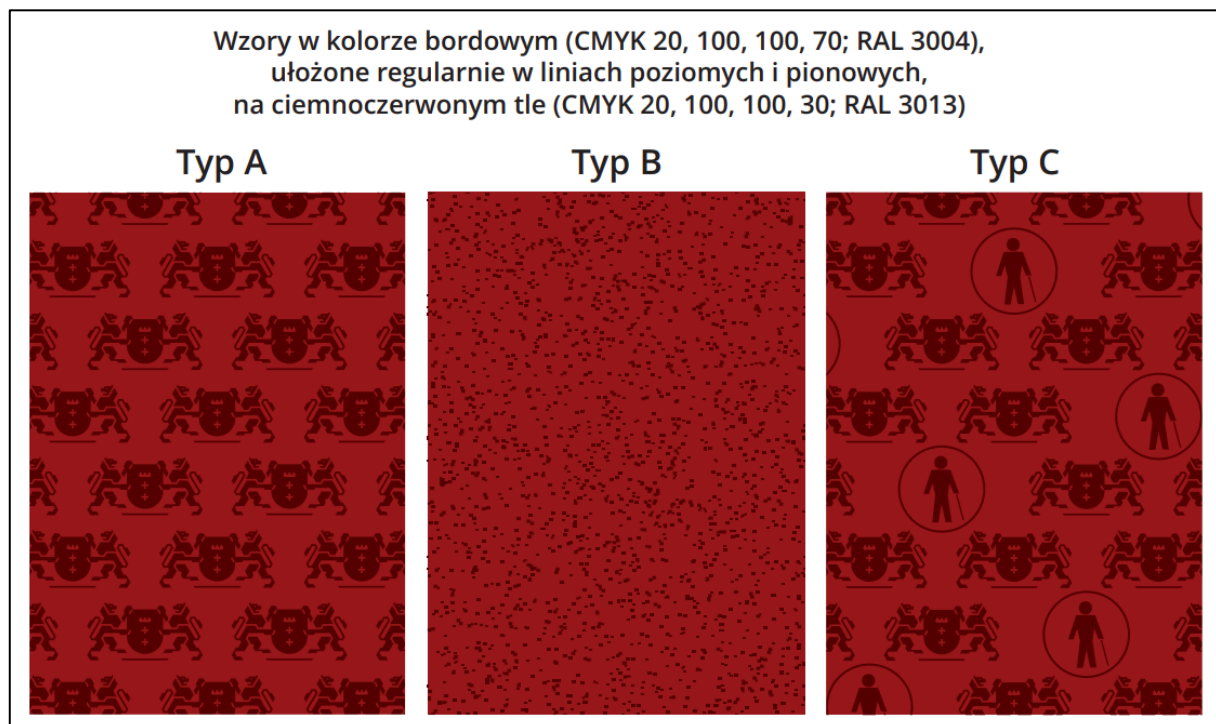 Wzory w kolorze bordowym (CMYK 20, 100, 100, 70; RAL 3004),
ułożone regularnie w liniach poziomych i pionowych,
na ciemnoczerwonym tle (CMYK 20, 100, 100, 30; RAL 3013)
Typ A
Typ B
Typ C